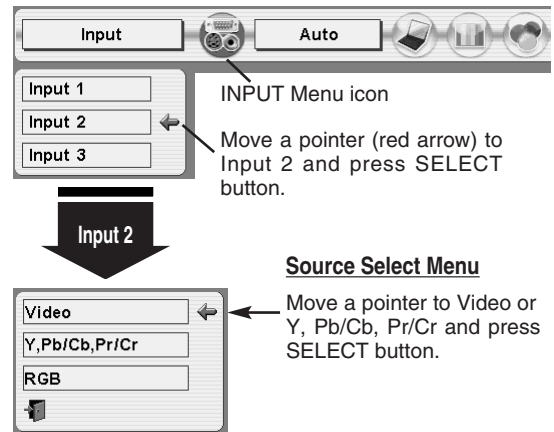 Input
Auto
Input 1
Input 2
Input 3
INPUT Menu icon
Move a pointer (red arrow) to
Input 2 and press SELECT
button.
Input 2
Source Select Menu
Video
Y,Pb/Cb,Pr/Cr
RGB
Move a pointer to Video or
Y, Pb/Cb, Pr/Cr and press
SELECT button.